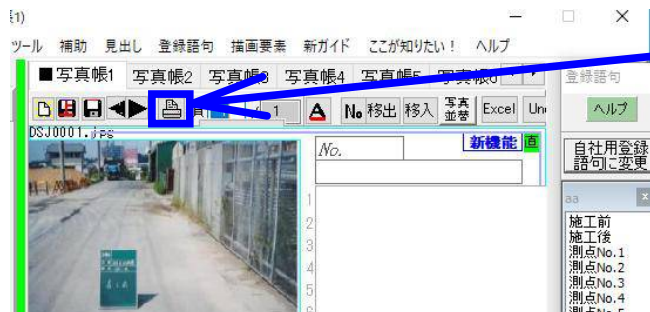 1)
ツール 補助 見出し 登録語句 描画要素 新ガイド ここが知りたい! ヘルプ
■写真帳1 写真帳2 写真帳3 写真帳4 写真帳5
登録語句
1 A No 移出 移入 写真並替 Excel
ヘルプ
DSJ0001.jpg
No.
新機能 直
自社用登録
語句に変更
aa x
1
2
3
4
5
6
施工前
施工後
測点No.1
測点No.2
測点No.3
測点No.4